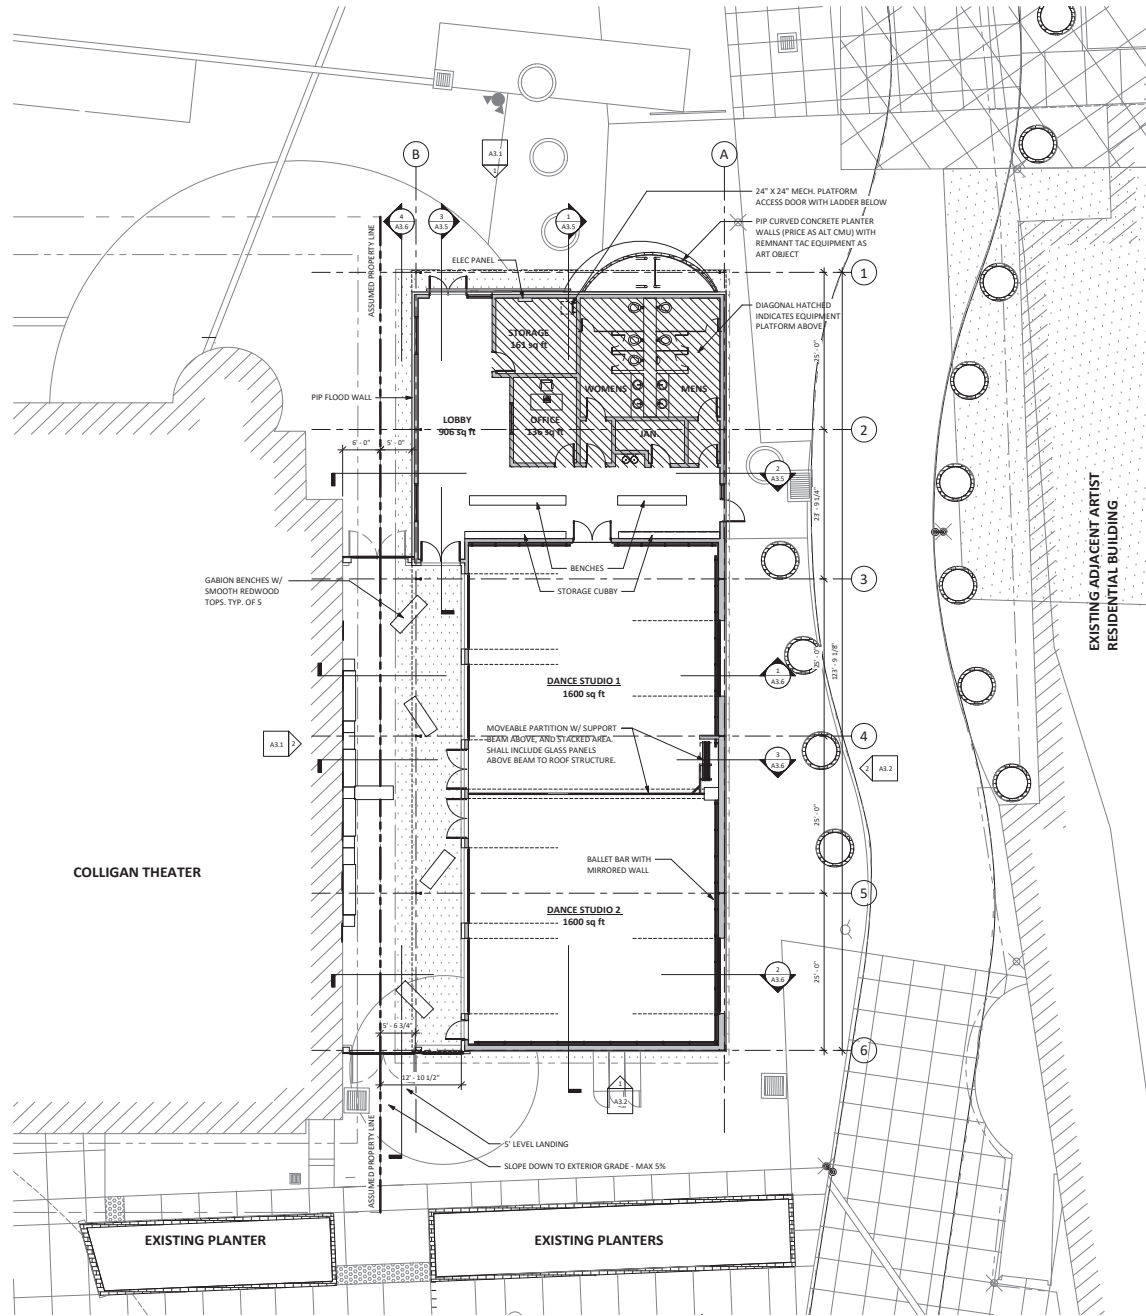 B
A
A3.1
1
24" X 24" MECH. PLATFORM
ACCESS DOOR WITH LADDER BELOW
PIP CURVED CONCRETE PLANTER
WALLS (PRICE AS ALT CMU) WITH
REMNANT TAC EQUIPMENT AS
ART OBJECT
4
A3.6
3
A3.5
1
A3.5
ASSUMED PROPERTY LINE
ELEC PANEL
1
DIAGONAL HATCHED
INDICATES EQUIPMENT
PLATFORM ABOVE
STORAGE
161 sq ft
25' - 0"
WOMENS
MENS
PIP FLOOD WALL
LOBBY
906 sq ft
OFFICE
136 sq ft
JAN.
2
6' - 0"
5' - 0"
2
A3.5
23' - 9 1/4"
EXISTING ADJACENT ARTIST
RESIDENTIAL BUILDING
BENCHES
STORAGE CUBBY
3
GABION BENCHES W/
SMOOTH REDWOOD
TOPS. TYP. OF 5
25' - 0"
123' - 9 1/8"
DANCE STUDIO 1
1600 sq ft
1
A3.6
MOVEABLE PARTITION W/ SUPPORT
BEAM ABOVE, AND STACKED AREA.
SHALL INCLUDE GLASS PANELS
ABOVE BEAM TO ROOF STRUCTURE.
A3.1
2
4
3
A3.6
2
A3.2
25' - 0"
COLLIGAN THEATER
BALLET BAR WITH
MIRRORED WALL
5
DANCE STUDIO 2
1600 sq ft
2
A3.6
25' - 0"
5' - 6 3/4"
6
12' - 10 1/2"
1
A3.2
ASSUMED PROPERTY LINE
5' LEVEL LANDING
SLOPE DOWN TO EXTERIOR GRADE - MAX 5%
EXISTING PLANTER
EXISTING PLANTERS